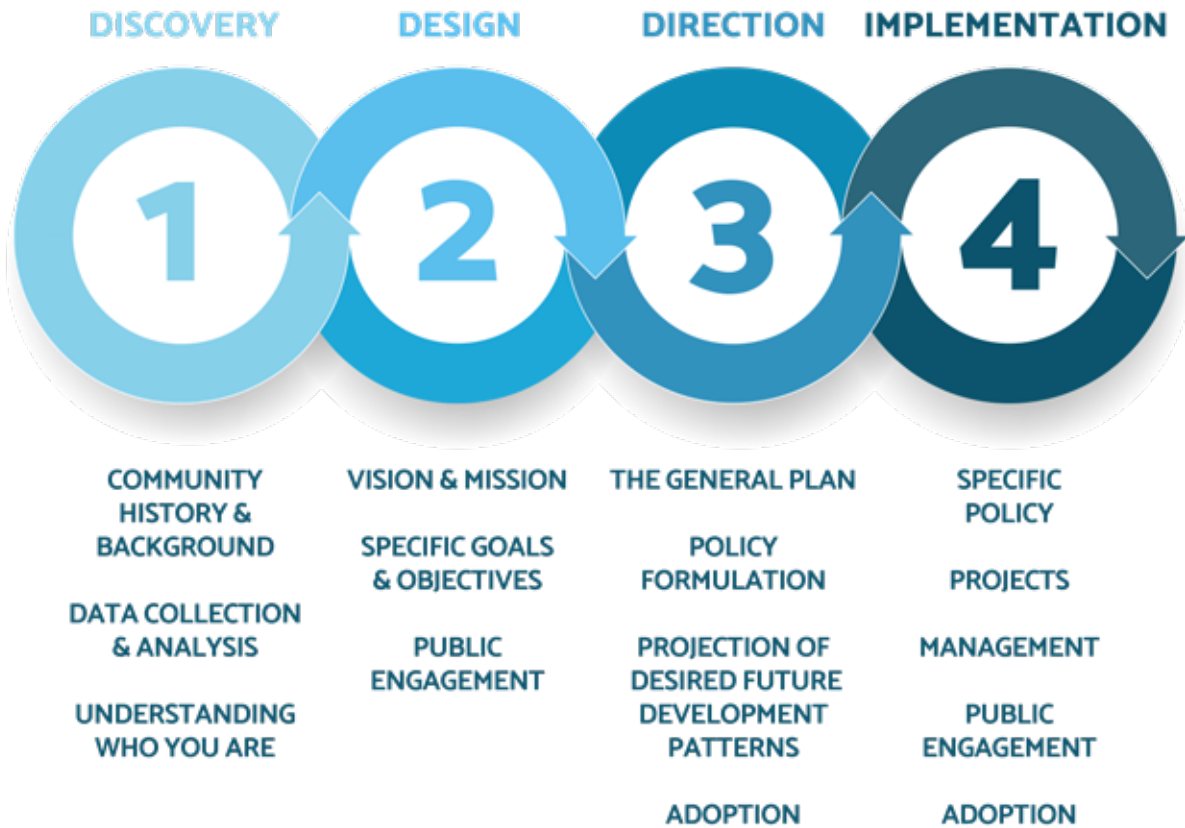 DISCOVERY
DESIGN
DIRECTION
IMPLEMENTATION
1
2
3
4
COMMUNITY
HISTORY &
BACKGROUND
DATA COLLECTION
& ANALYSIS
UNDERSTANDING
WHO YOU ARE
VISION & MISSION
SPECIFIC GOALS
& OBJECTIVES
PUBLIC
ENGAGEMENT
THE GENERAL PLAN
POLICY
FORMULATION
PROJECTION OF
DESIRED FUTURE
DEVELOPMENT
PATTERNS
ADOPTION
SPECIFIC
POLICY
PROJECTS
MANAGEMENT
PUBLIC
ENGAGEMENT
ADOPTION